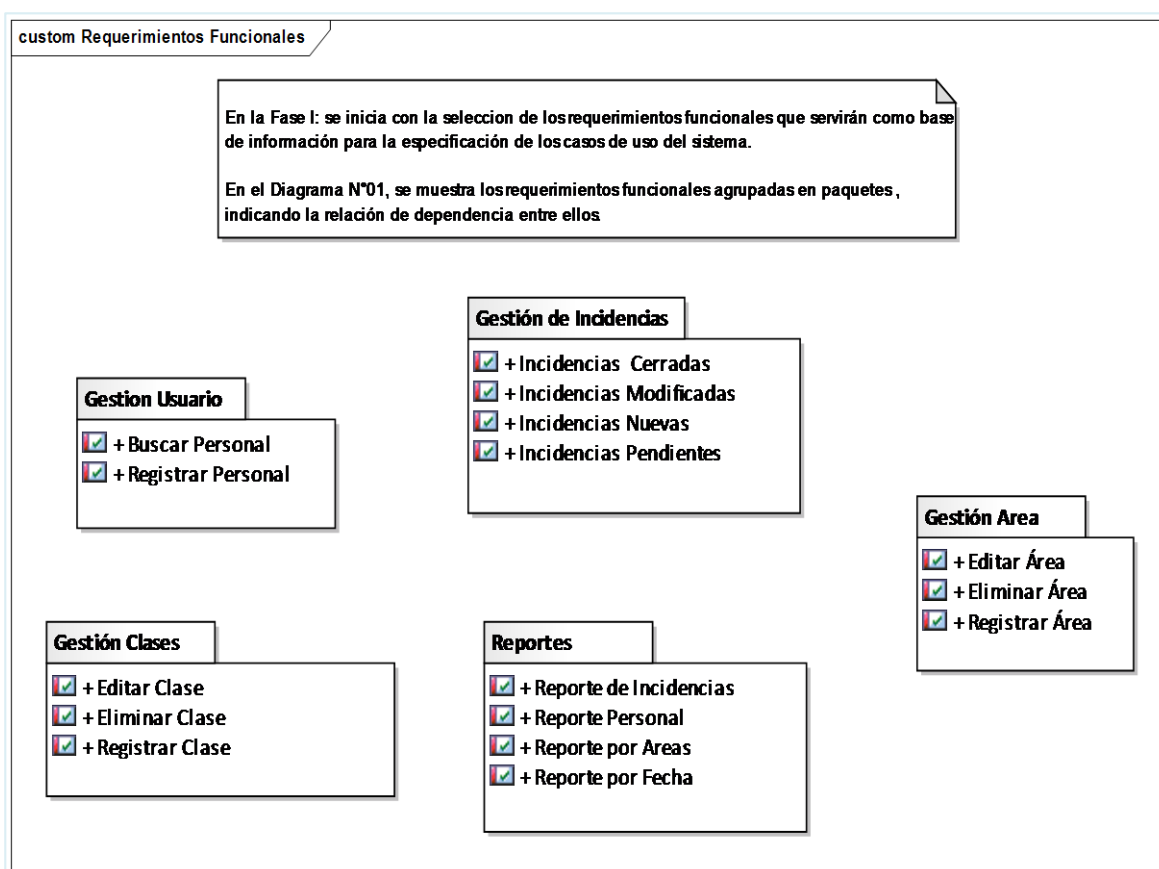 custom Requerimientos Funcionales
En la Fase I: se inicia con la seleccion de los requerimientos funcionales que servirán como base
de información para la especificación de los casos de uso del sistema.
En el Diagrama N°01, se muestra los requerimientos funcionales agrupadas en paquetes ,
indicando la relación de dependencia entre ellos.
Gestión de Incidencias
+ Incidencias Cerradas
+ Incidencias Modificadas
+ Incidencias Nuevas
+ Incidencias Pendientes
Gestion Usuario
+ Buscar Personal
+ Registrar Personal
Gestión Area
+ Editar Área
+ Eliminar Área
+ Registrar Área
Gestión Clases
+ Editar Clase
+ Eliminar Clase
+ Registrar Clase
Reportes
+ Reporte de Incidencias
+ Reporte Personal
+ Reporte por Areas
+ Reporte por Fecha